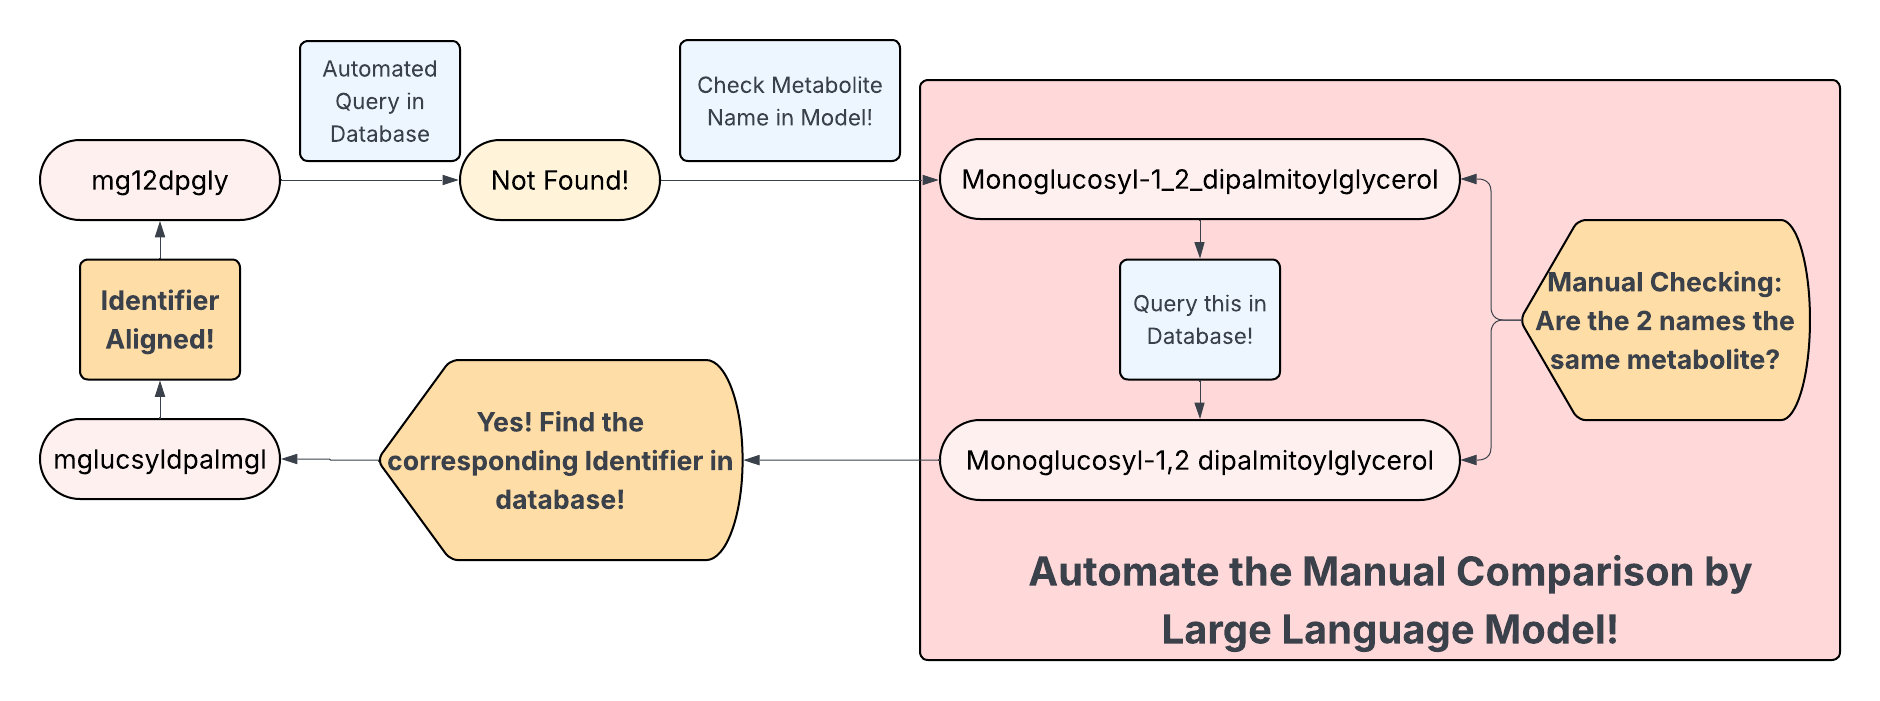 Automated
Query in
Database
Check Metabolite
Name in Model!
mg12dpgly
Not Found!
Monoglucosyl-1_2_dipalmitoylglycerol
Identifier
Aligned!
Query this in
Database!
Manual Checking:
Are the 2 names the
same metabolite?
mglucsyldpalmgl
Yes! Find the
corresponding Identifier in
database!
Monoglucosyl-1,2 dipalmitoylglycerol
Automate the Manual Comparison by
Large Language Model!